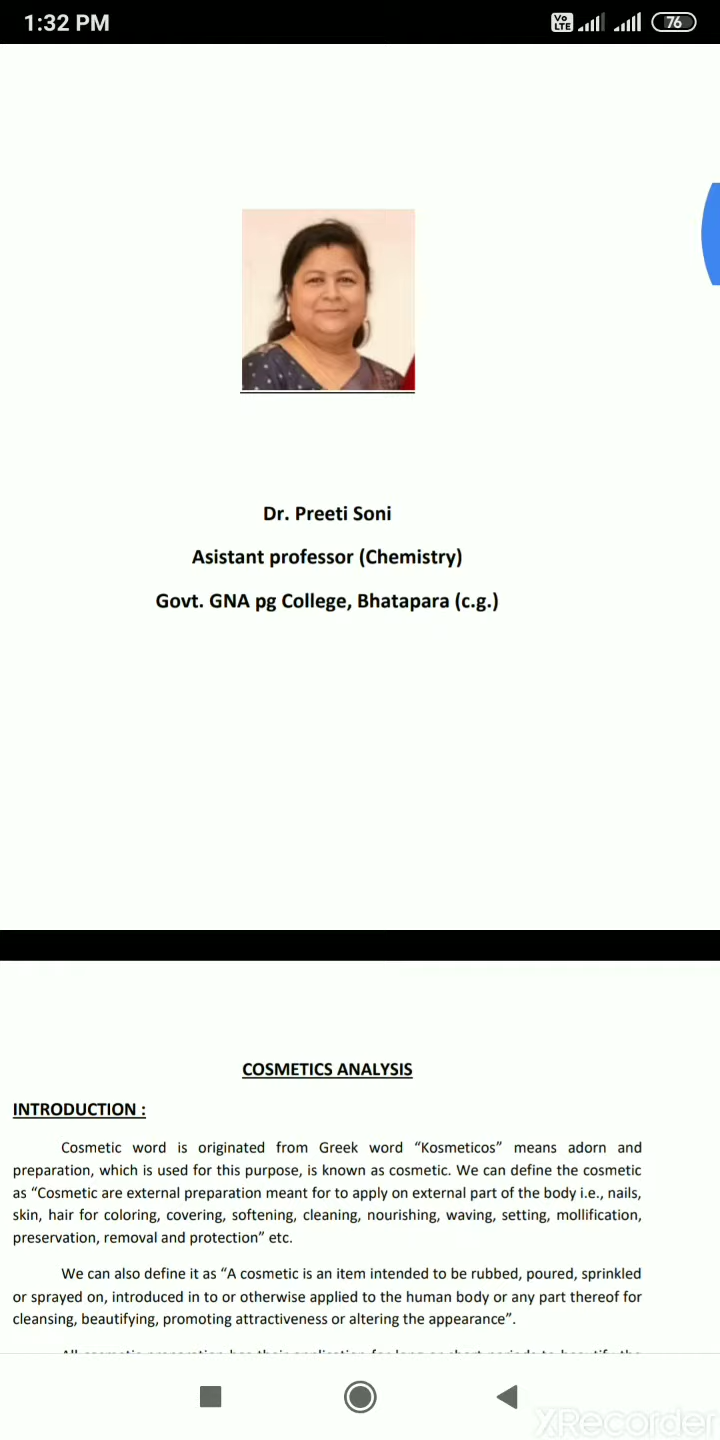 1:32 PM
Vo LTE
76
Dr. Preeti Soni
Asistant professor (Chemistry)
Govt. GNA pg College, Bhatapara (c.g.)
COSMETICS ANALYSIS
INTRODUCTION :
Cosmetic word is originated from Greek word “Kosmeticos” means adorn and
preparation, which is used for this purpose, is known as cosmetic. We can define the cosmetic
as “Cosmetic are external preparation meant for to apply on external part of the body i.e., nails,
skin, hair for coloring, covering, softening, cleaning, nourishing, waving, setting, mollification,
preservation, removal and protection” etc.
We can also define it as “A cosmetic is an item intended to be rubbed, poured, sprinkled
or sprayed on, introduced in to or otherwise applied to the human body or any part thereof for
cleansing, beautifying, promoting attractiveness or altering the appearance”.
XRecorder